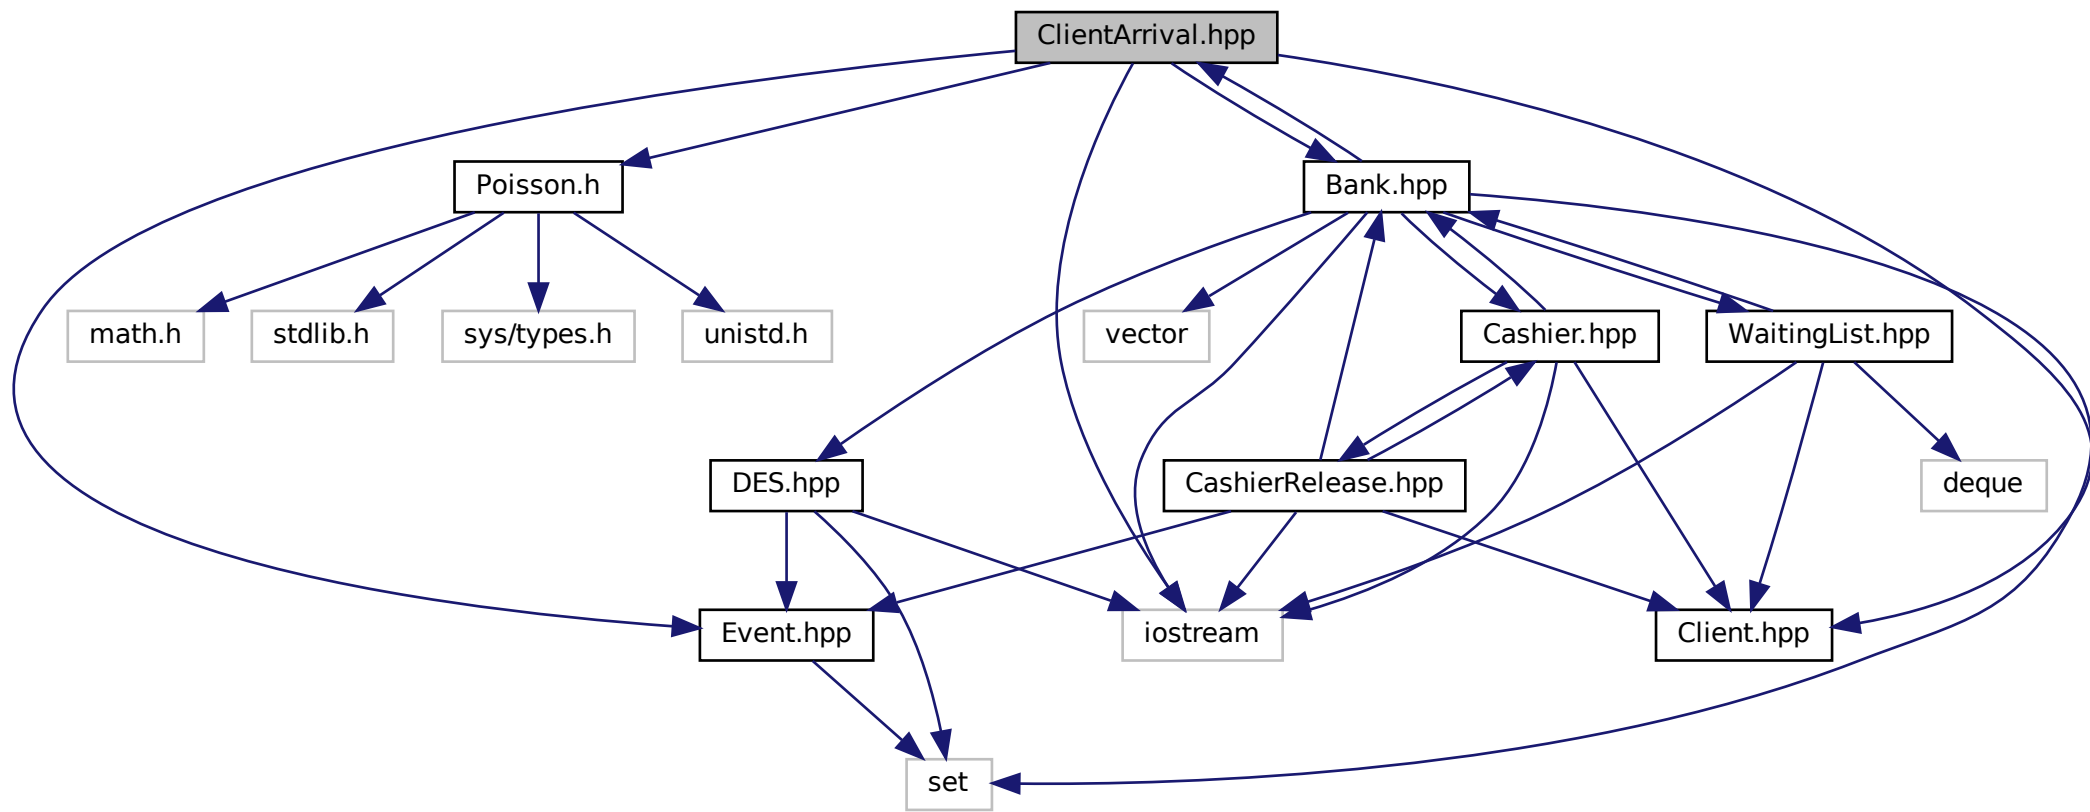 ClientArrival.hpp
Poisson.h
Bank.hpp
math.h
stdlib.h
sys/types.h
unistd.h
vector
Cashier.hpp
WaitingList.hpp
DES.hpp
CashierRelease.hpp
deque
Event.hpp
iostream
Client.hpp
set